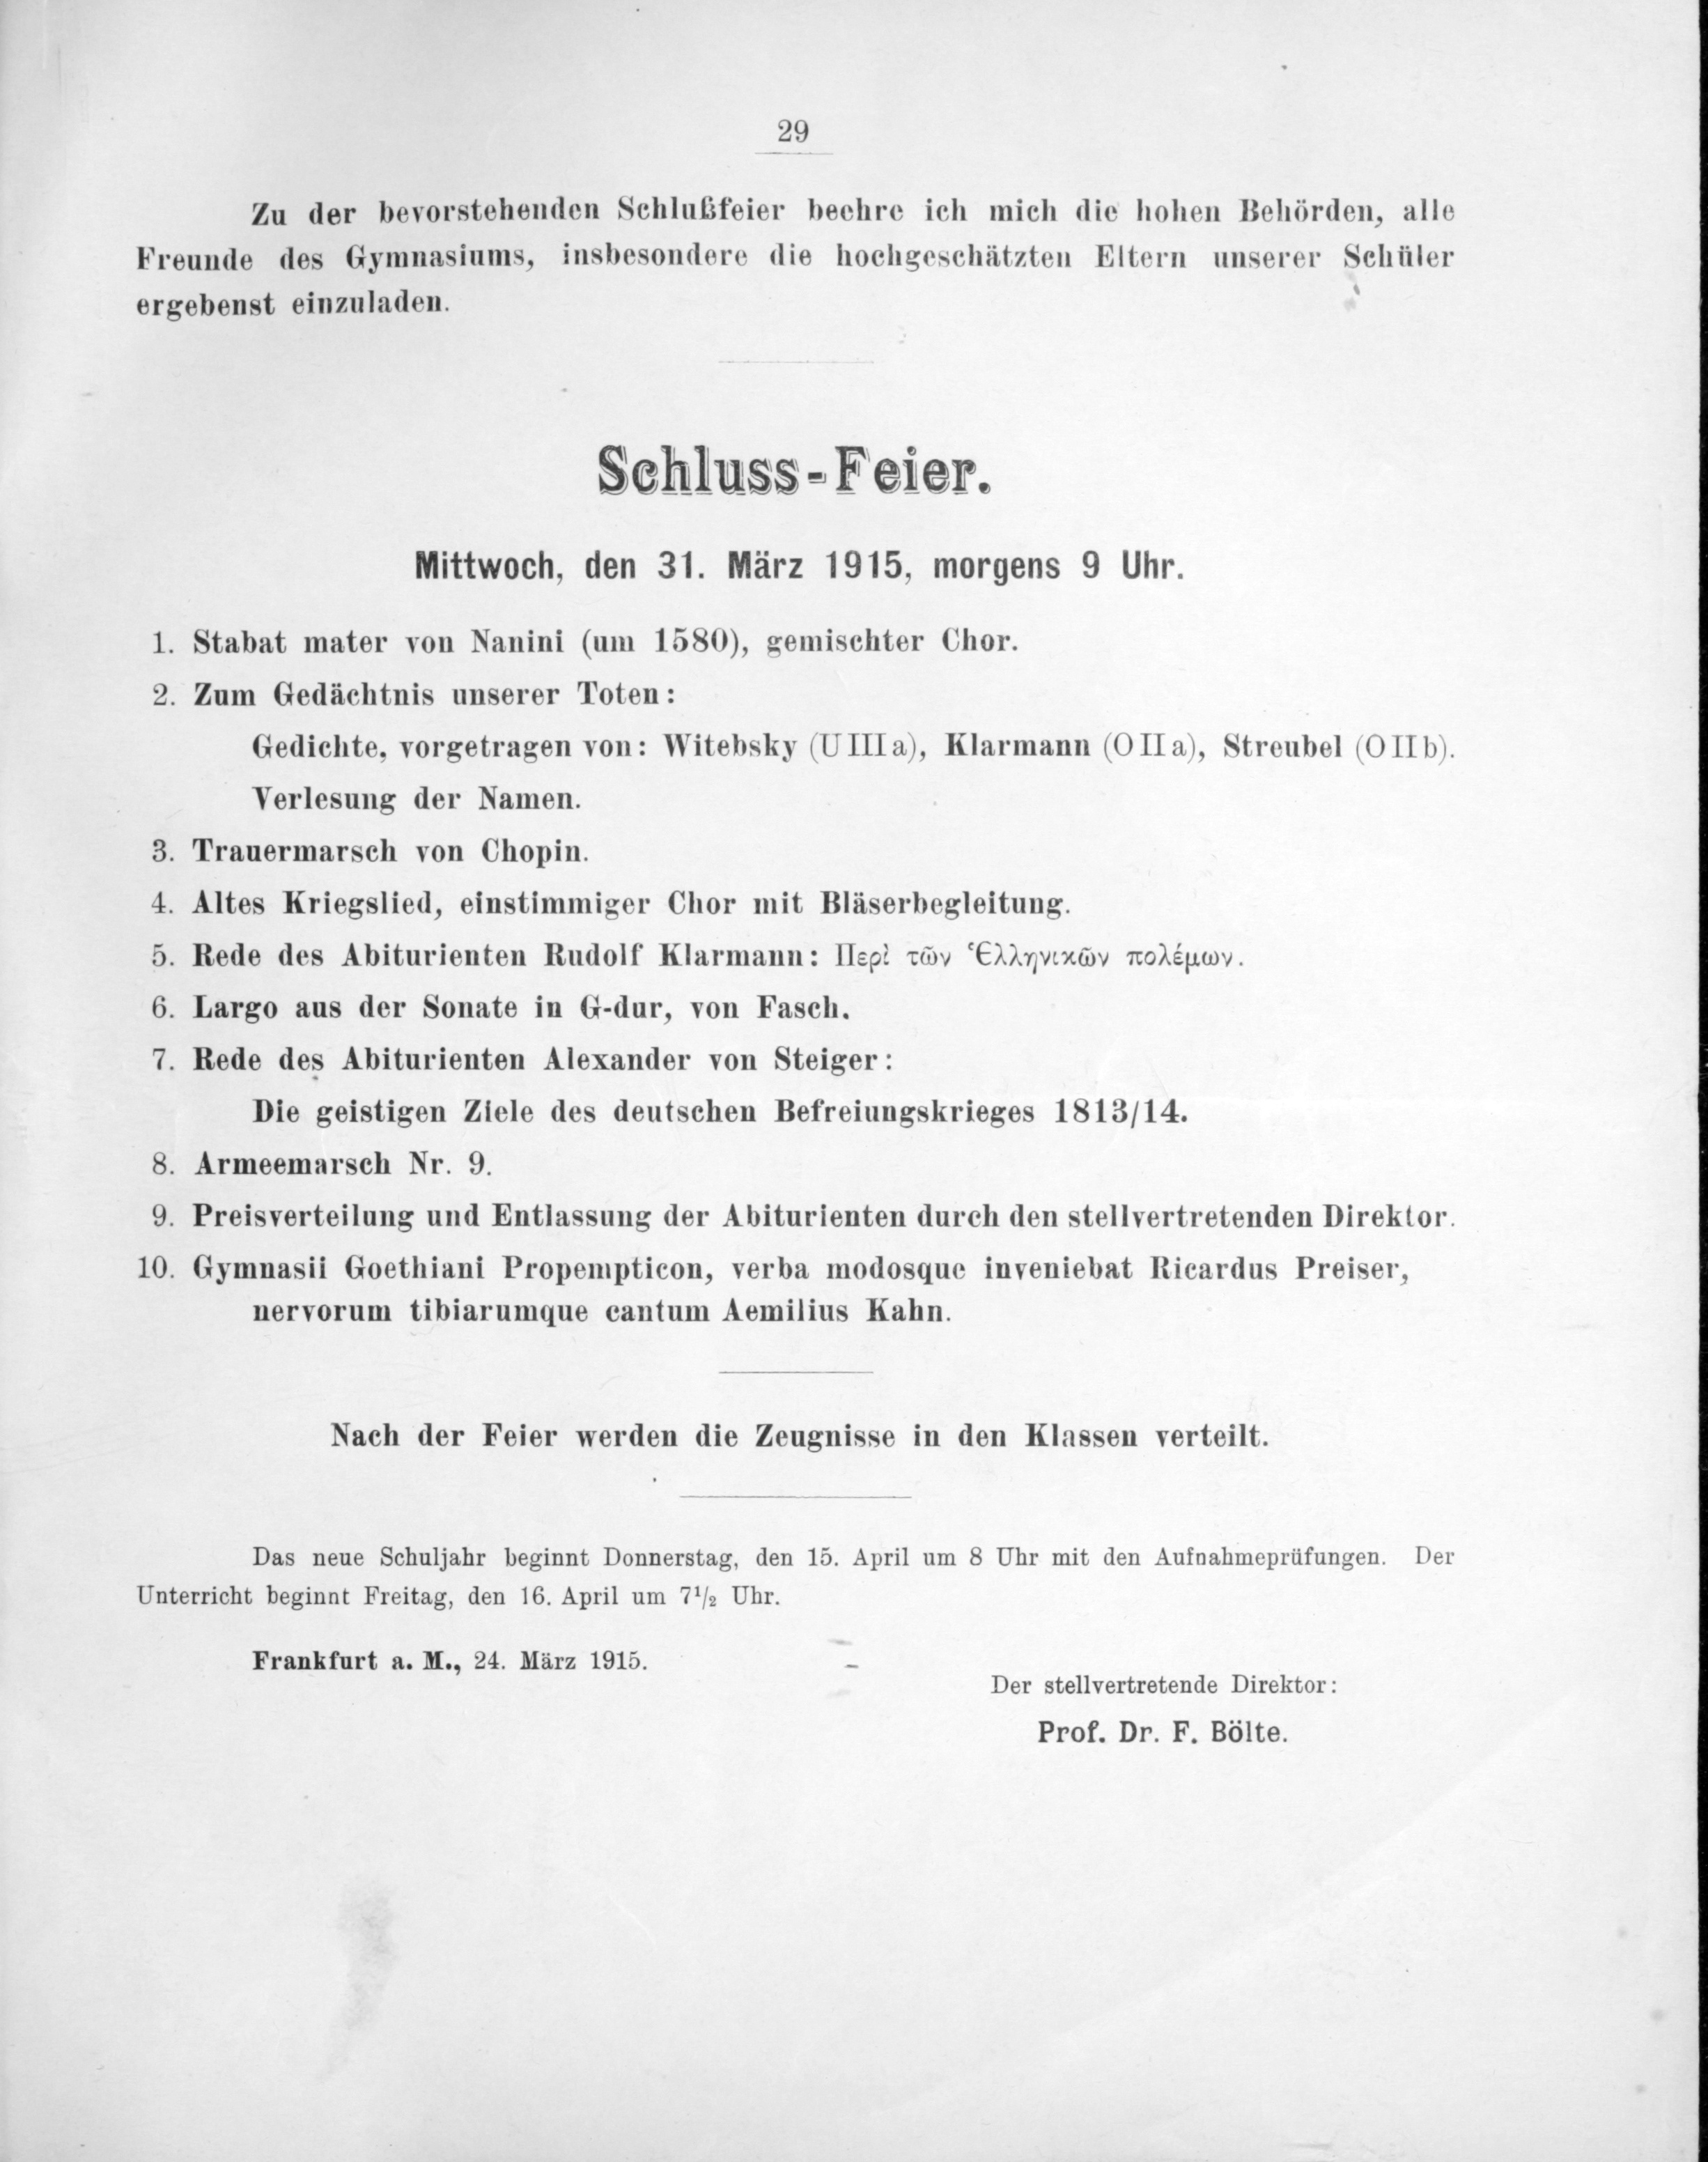 29
Zu der bevorstehenden Schlußfeier beehre ich mich die hohen Behörden, alle
Freunde des Gymnasiums, insbesondere die hochgeschätzten Eltern unserer Schüler
ergebenst einzuladen.
Schluss-Feier.
Mittwoch, den 31. März 1915, morgens 9 Uhr.
1. Stabat mater von Nanini (um 1580), gemischter Chor.
2. Zum Gedächtnis unserer Toten:
Gedichte, vorgetragen von: Witebsky (U III a), Klarmann (O II a), Streubel (O II b).
Verlesung der Namen.
3. Trauermarsch von Chopin.
4. Altes Kriegslied, einstimmiger Chor mit Bläserbegleitung.
5. Rede des Abiturienten Rudolf Klarmann: Περὶ τῶν Ἑλληνικῶν πολέμων.
6. Largo aus der Sonate in G-dur, von Fasch.
7. Rede des Abiturienten Alexander von Steiger:
Die geistigen Ziele des deutschen Befreiungskrieges 1813/14.
8. Armeemarsch Nr. 9.
9. Preisverteilung und Entlassung der Abiturienten durch den stellvertretenden Direktor.
10. Gymnasii Goethiani Propempticon, verba modosque inveniebat Ricardus Preiser,
nervorum tibiarumque cantum Aemilius Kahn.
Nach der Feier werden die Zeugnisse in den Klassen verteilt.
Das neue Schuljahr beginnt Donnerstag, den 15. April um 8 Uhr mit den Aufnahmeprüfungen. Der
Unterricht beginnt Freitag, den 16. April um 7½ Uhr.
Frankfurt a. M., 24. März 1915.
Der stellvertretende Direktor:
Prof. Dr. F. Bölte.